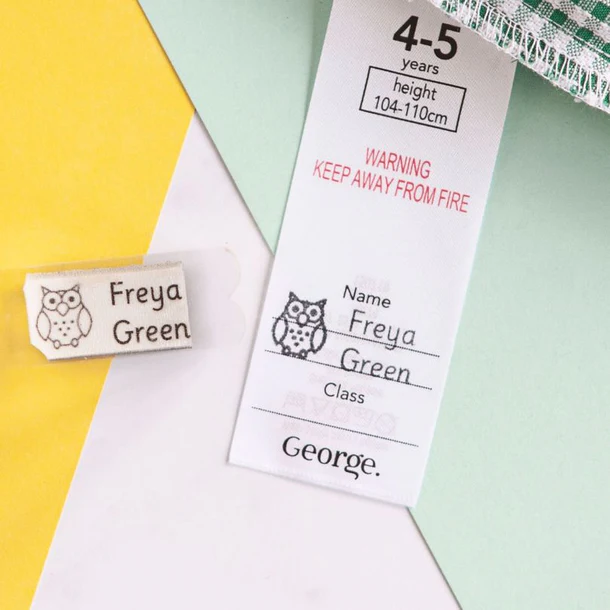 4-5
years
height
104-110cm
WARNING
KEEP AWAY FROM FIRE
Name
Freya
Green
Class
George.
Freya
Green